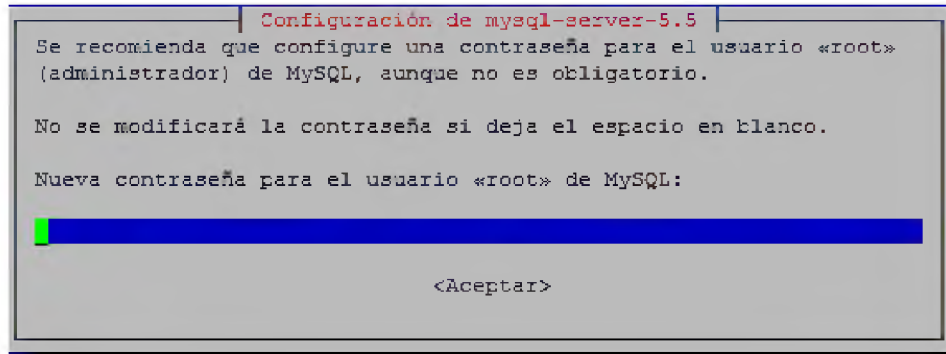 Configuración de mysql-server-5.5
Se recomienda que configure una contraseña para el usuario «root»
(administrador) de MySQL, aunque no es obligatorio.
No se modificará la contraseña si deja el espacio en blanco.
Nueva contraseña para el usuario «root» de MySQL:
<Aceptar>